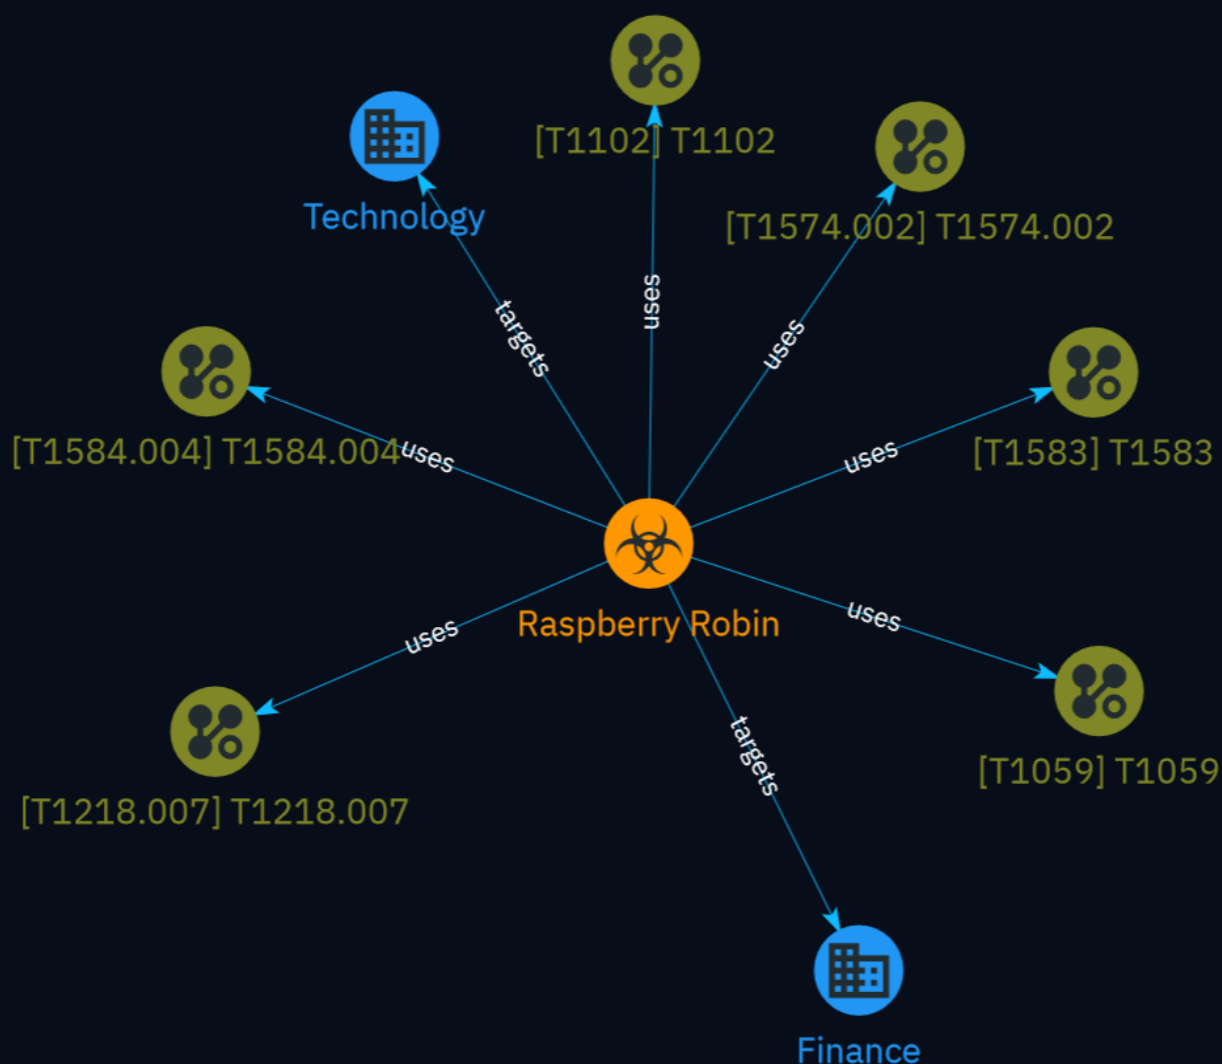 [T1102] T1102
Technology
[T1574.002] T1574.002
uses
targets
uses
[T1584.004] T1584.004
uses
uses
[T1583] T1583
Raspberry Robin
uses
uses
[T1218.007] T1218.007
targets
[T1059] T1059
Finance